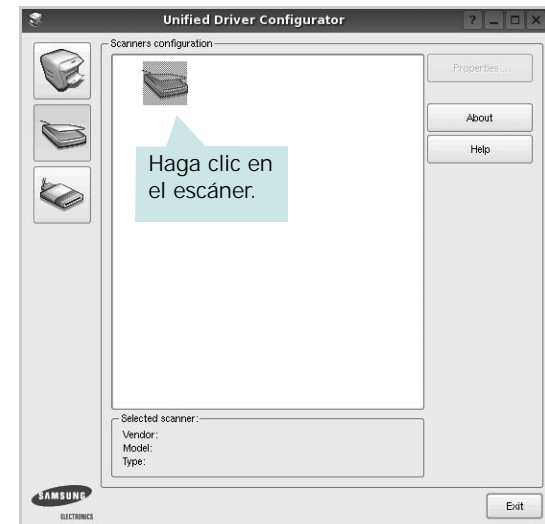 Unified Driver Configurator
Scanners configuration
Properties...
About
Help
Haga clic en
el escáner.
Selected scanner:
Vendor:
Model:
Type:
SAMSUNG
ELECTRONICS
Exit